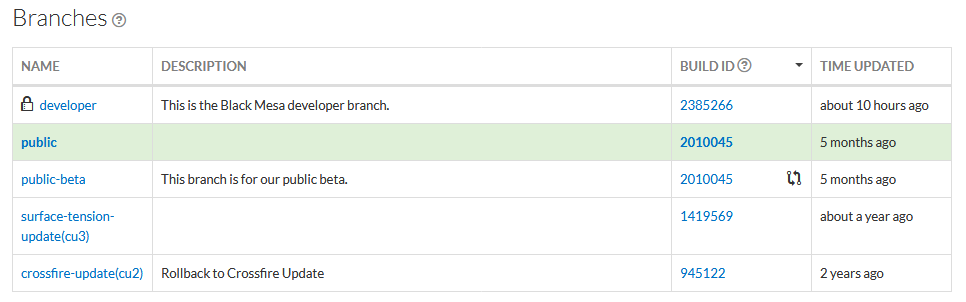 Branches ?
NAME DESCRIPTION BUILD ID ? TIME UPDATED
developer This is the Black Mesa developer branch. 2385266 about 10 hours ago
public 2010045 5 months ago
public-beta This branch is for our public beta. 2010045 5 months ago
surface-tension-
update(cu3) 1419569 about a year ago
crossfire-update(cu2) Rollback to Crossfire Update 945122 2 years ago